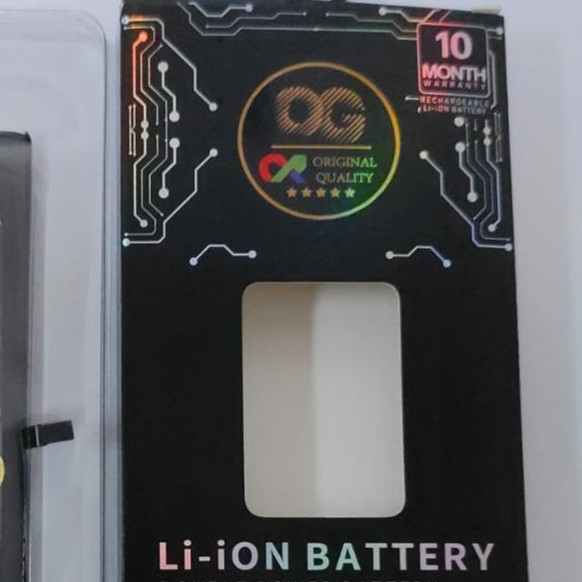 10
MONTH
WARRANTY
RECHARGEABLE
Li-iON BATTERY
OG
ORIGINAL
QUALITY
Li-iON BATTERY